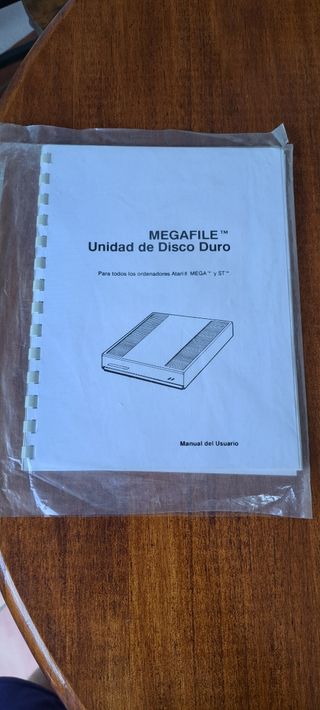 MEGAFILE™
Unidad de Disco Duro
Para todos los ordenadores Atari® MEGA™ y ST™
Manual del Usuario